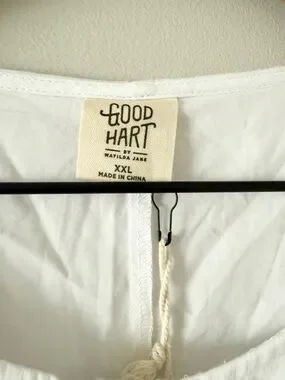 GOOD
HART
BY
MATILDA JANE
XXL
MADE IN CHINA